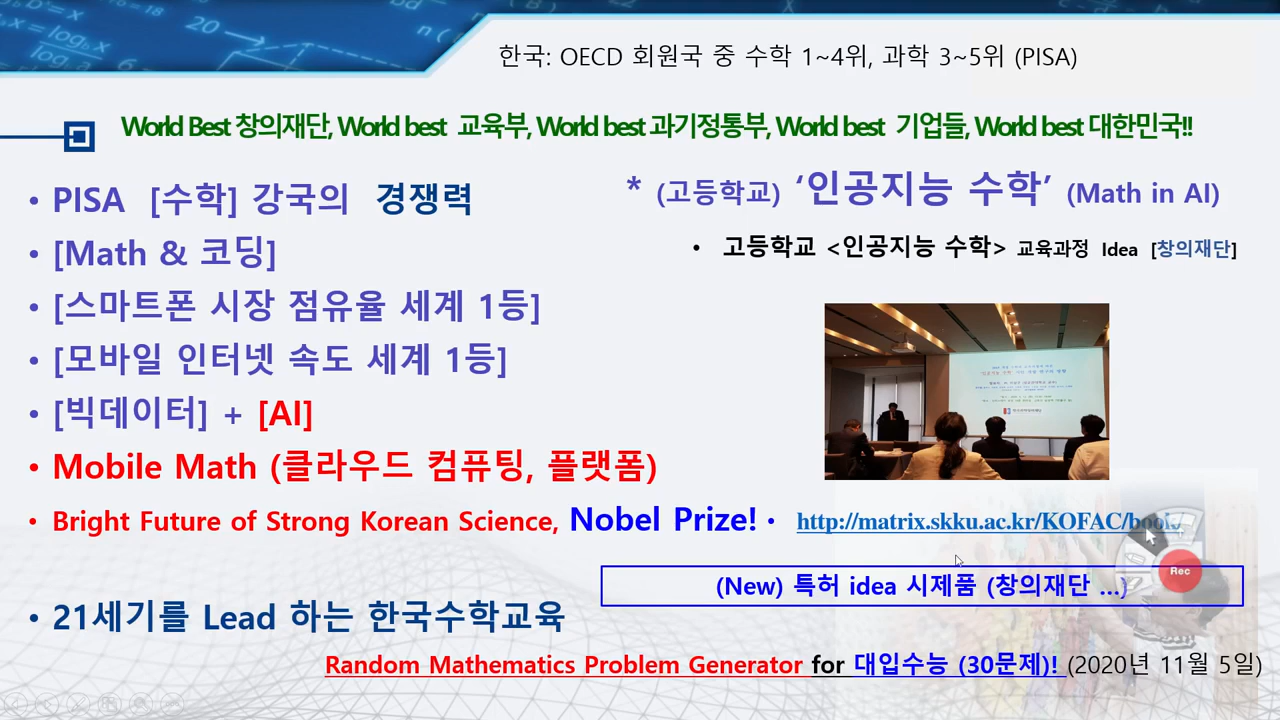 한국: OECD 회원국 중 수학 1~4위, 과학 3~5위 (PISA)
World Best 창의재단, World best 교육부, World best 과기정통부, World best 기업들, World best 대한민국!!
• PISA [수학] 강국의 경쟁력
• [Math & 코딩]
• [스마트폰 시장 점유율 세계 1등]
• [모바일 인터넷 속도 세계 1등]
• [빅데이터] + [AI]
• Mobile Math (클라우드 컴퓨팅, 플랫폼)
• Bright Future of Strong Korean Science, Nobel Prize!
• 21세기를 Lead 하는 한국수학교육
* (고등학교) ‘인공지능 수학’ (Math in AI)
• 고등학교 <인공지능 수학> 교육과정 Idea [창의재단]
• http://matrix.skku.ac.kr/KOFAC/book/
Rec
(New) 특허 idea 시제품 (창의재단 ...)
Random Mathematics Problem Generator for 대입수능 (30문제)! (2020년 11월 5일)